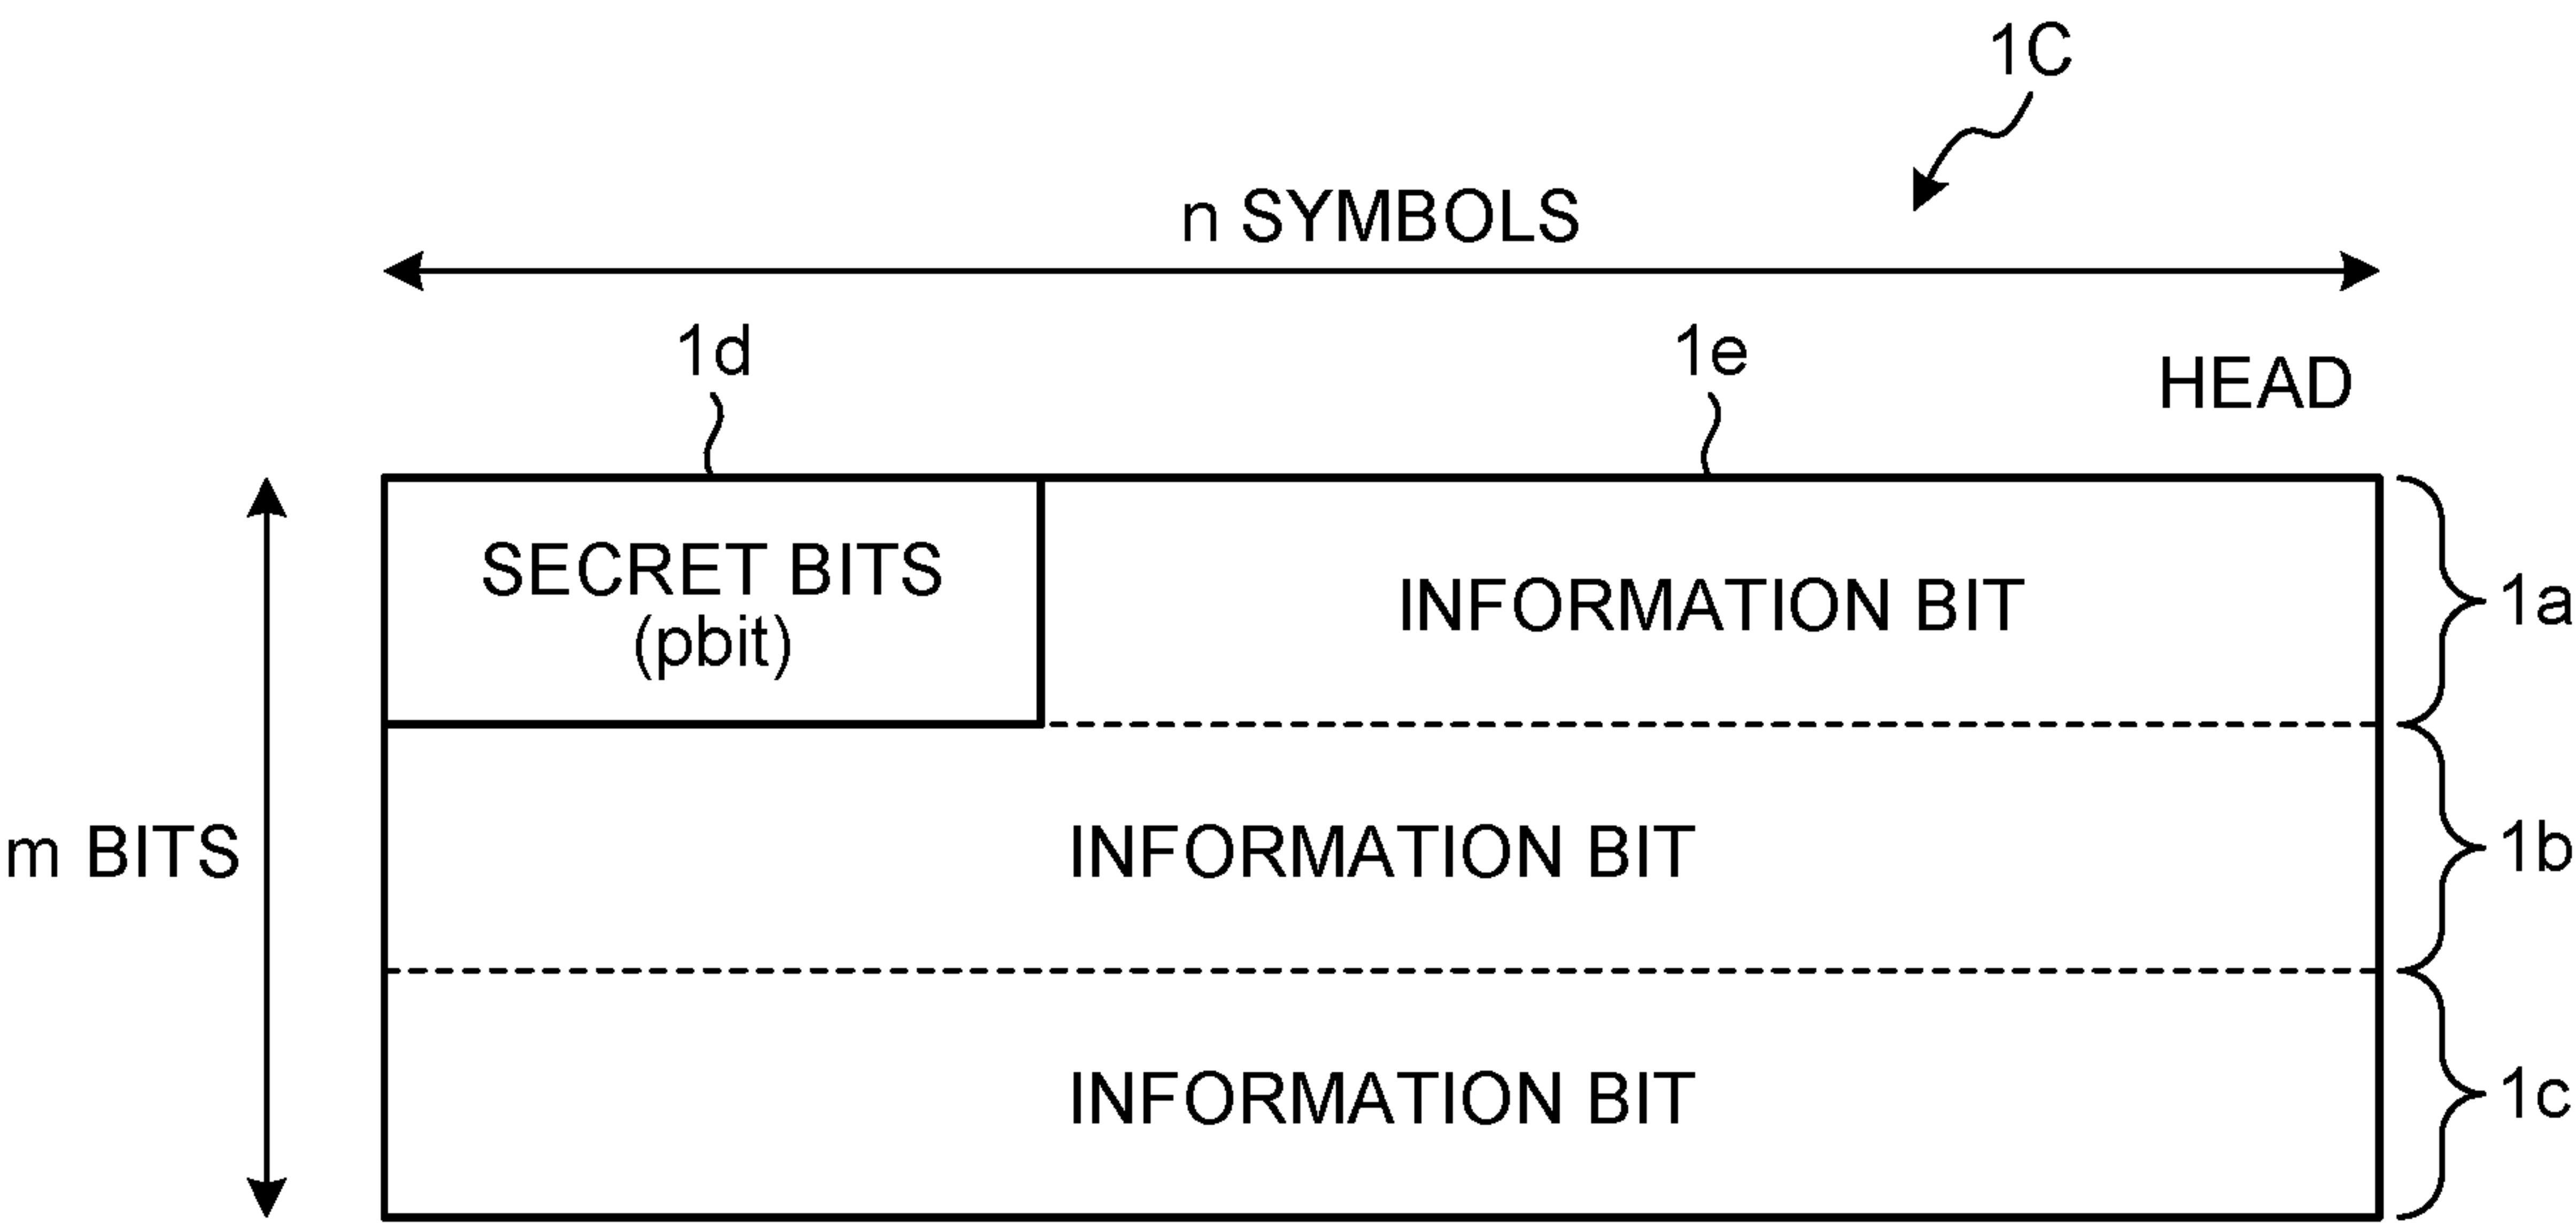 1C
n SYMBOLS
1d
1e
HEAD
SECRET BITS
(pbit)
INFORMATION BIT
1a
m BITS
INFORMATION BIT
1b
INFORMATION BIT
1c